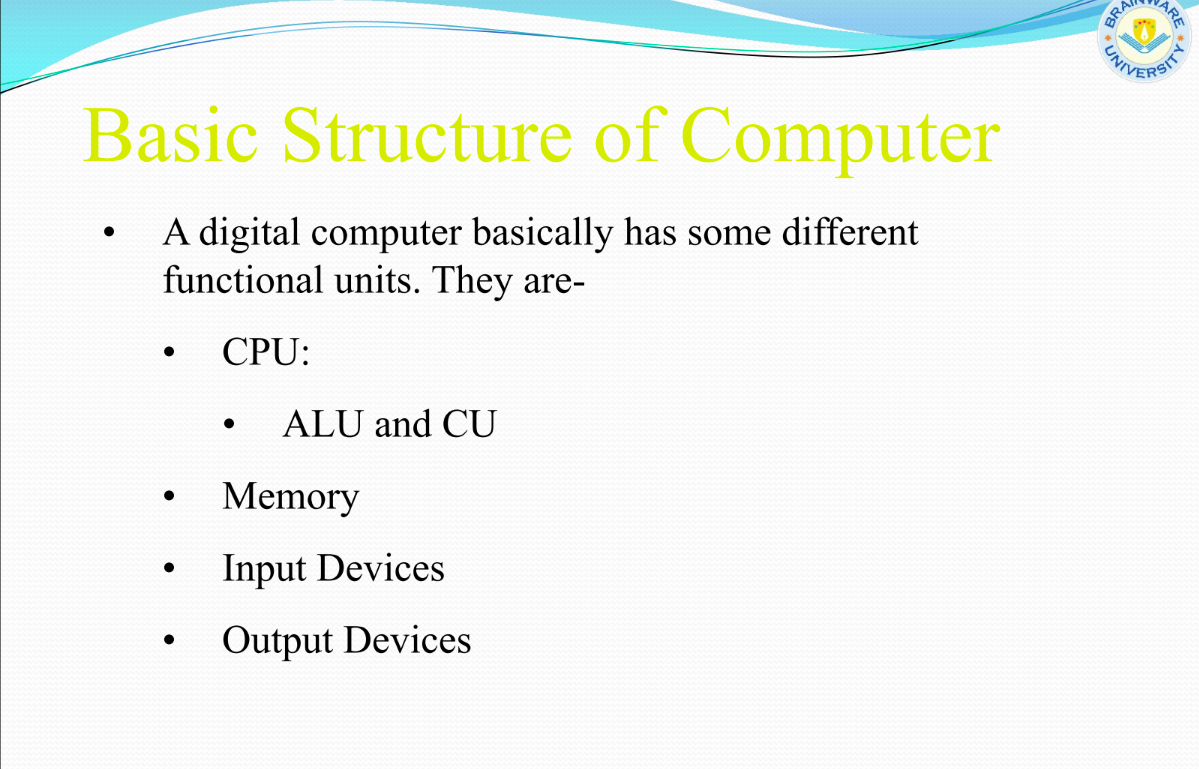 BRAINWARE UNIVERSITY
Basic Structure of Computer
• A digital computer basically has some different
functional units. They are-
• CPU:
• ALU and CU
• Memory
• Input Devices
• Output Devices